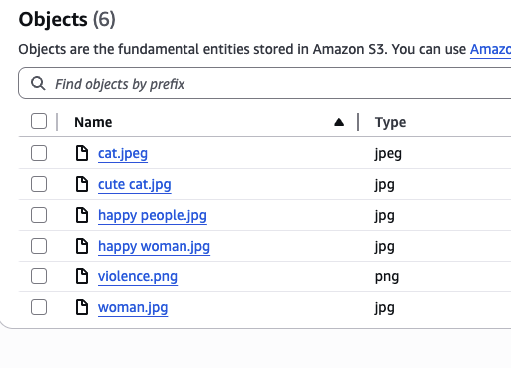 Objects (6)
Objects are the fundamental entities stored in Amazon S3. You can use Amazo
Find objects by prefix
Name Type
cat.jpeg jpeg
cute cat.jpg jpg
happy people.jpg jpg
happy woman.jpg jpg
violence.png png
woman.jpg jpg